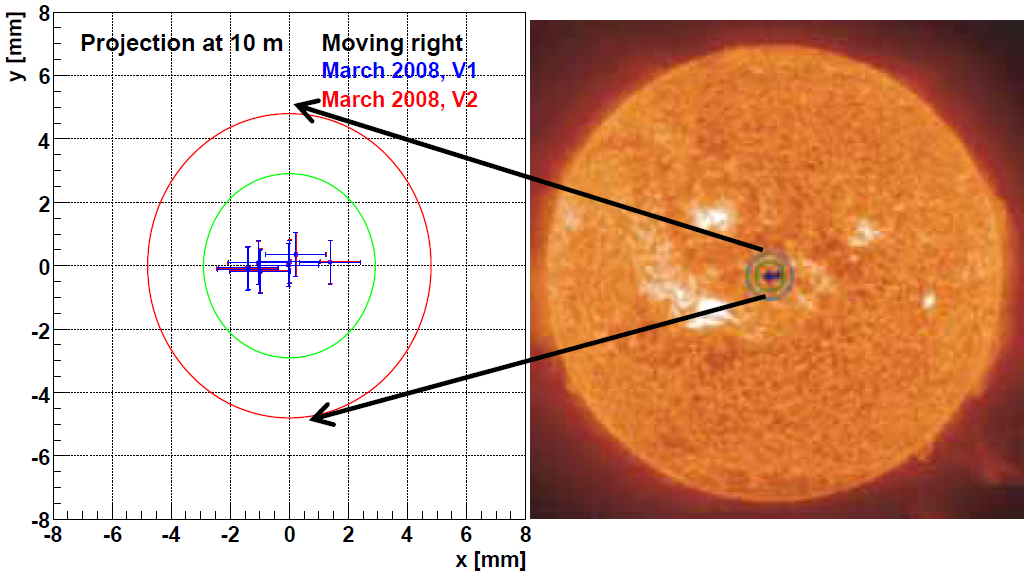 y [mm]
8
6
4
2
0
-2
-4
-6
-8
Projection at 10 m
Moving right
March 2008, V1
March 2008, V2
-8 -6 -4 -2 0 2 4 6 8
x [mm]